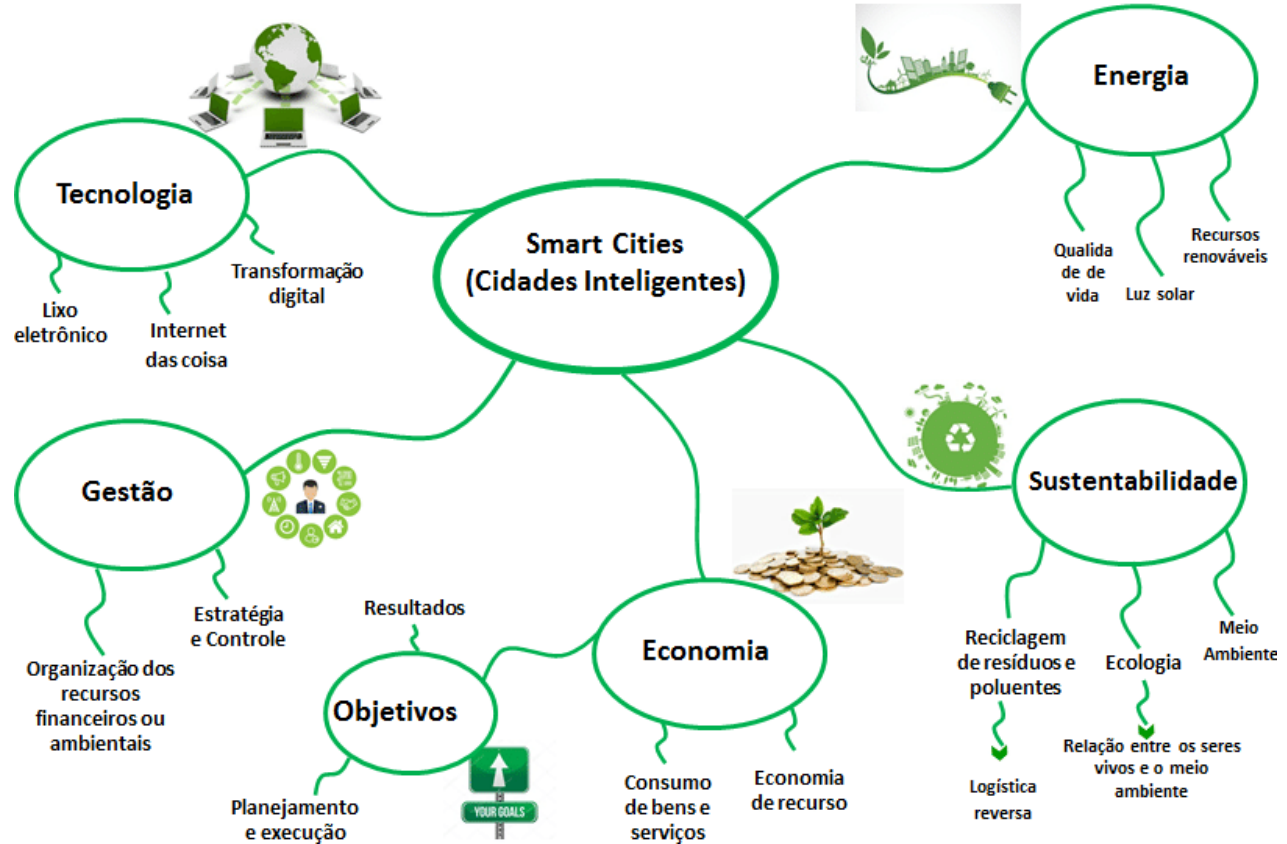 Smart Cities
(Cidades Inteligentes)
Tecnologia
Lixo
eletrônico
Internet
das coisa
Transformação
digital
Energia
Qualida
de de
vida
Luz solar
Recursos
renováveis
Gestão
Organização dos
recursos
financeiros ou
ambientais
Estratégia
e Controle
Economia
Consumo
de bens e
serviços
Economia
de recurso
Objetivos
Resultados
Planejamento
e execução
YOUR GOALS
Sustentabilidade
Reciclagem
de resíduos e
poluentes
Logística
reversa
Ecologia
Relação entre os seres
vivos e o meio
ambiente
Meio
Ambiente